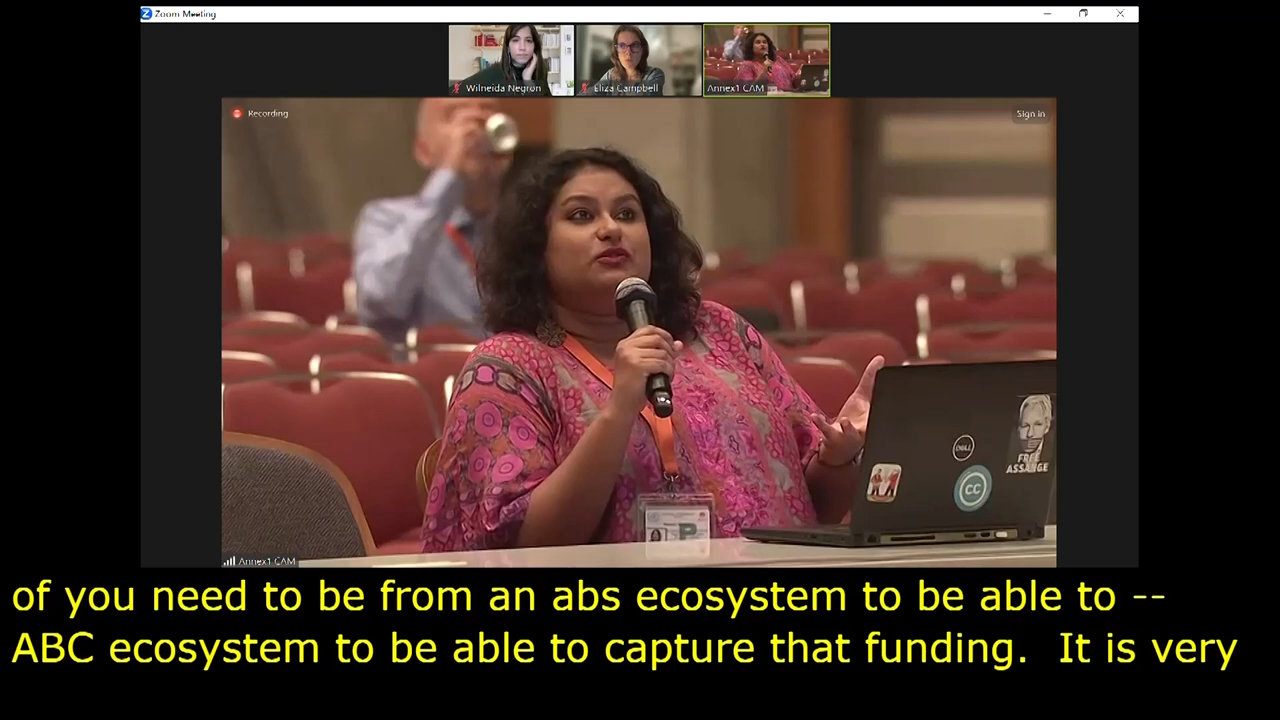 Zoom Meeting
Wilneida Negron
Eliza Campbell
Annex1 CAM
Recording
Sign in
FREE
ASSANGE
CC
P
Annex1 CAM
of you need to be from an abs ecosystem to be able to --
ABC ecosystem to be able to capture that funding.  It is very